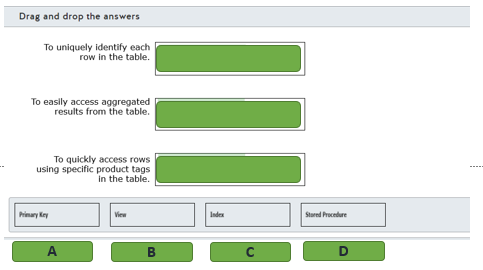 Drag and drop the answers
To uniquely identify each
row in the table.
To easily access aggregated
results from the table.
To quickly access rows
using specific product tags
in the table.
Primary Key View Index Stored Procedure
A B C D